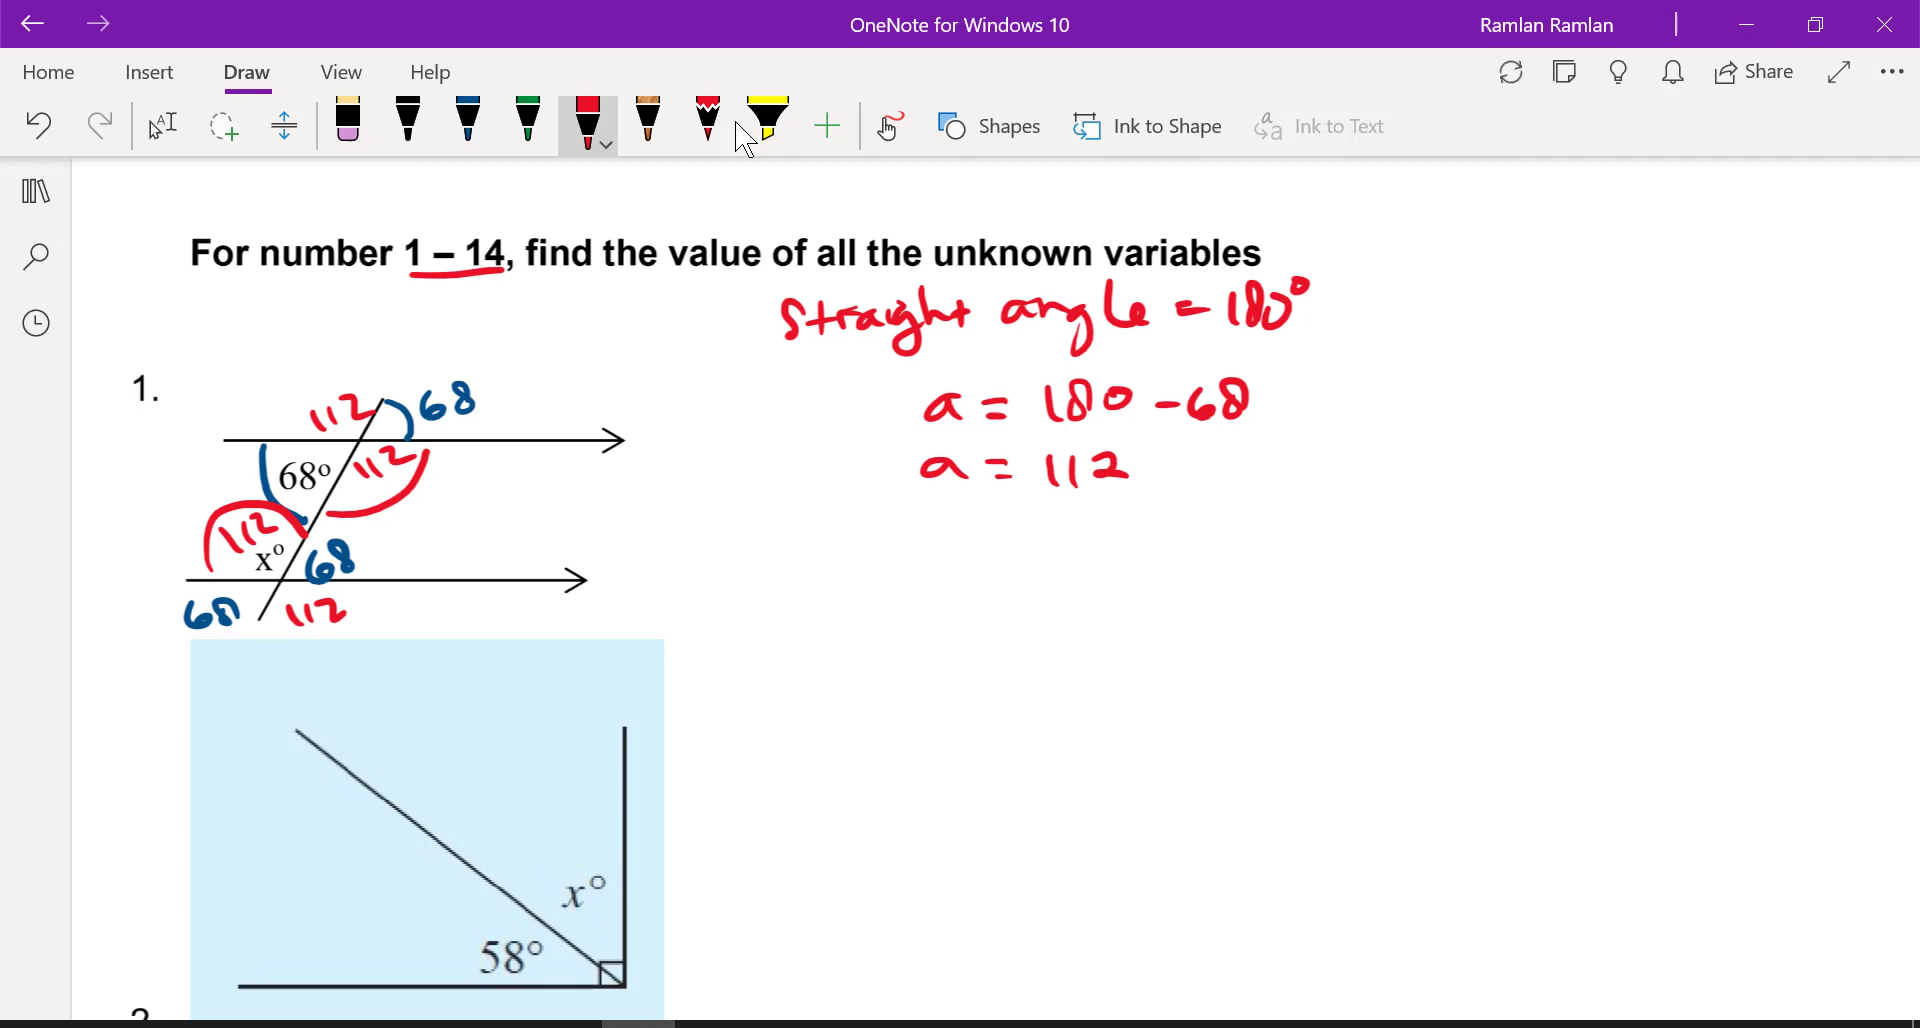 OneNote for Windows 10
Ramlan Ramlan
Home Insert Draw View Help
Share
Shapes Ink to Shape Ink to Text
For number 1 – 14, find the value of all the unknown variables
Straight angle = 180°
1.
112 68
a = 180 - 68
68° 112
a = 112
112
x° 68
68 112
x°
58°